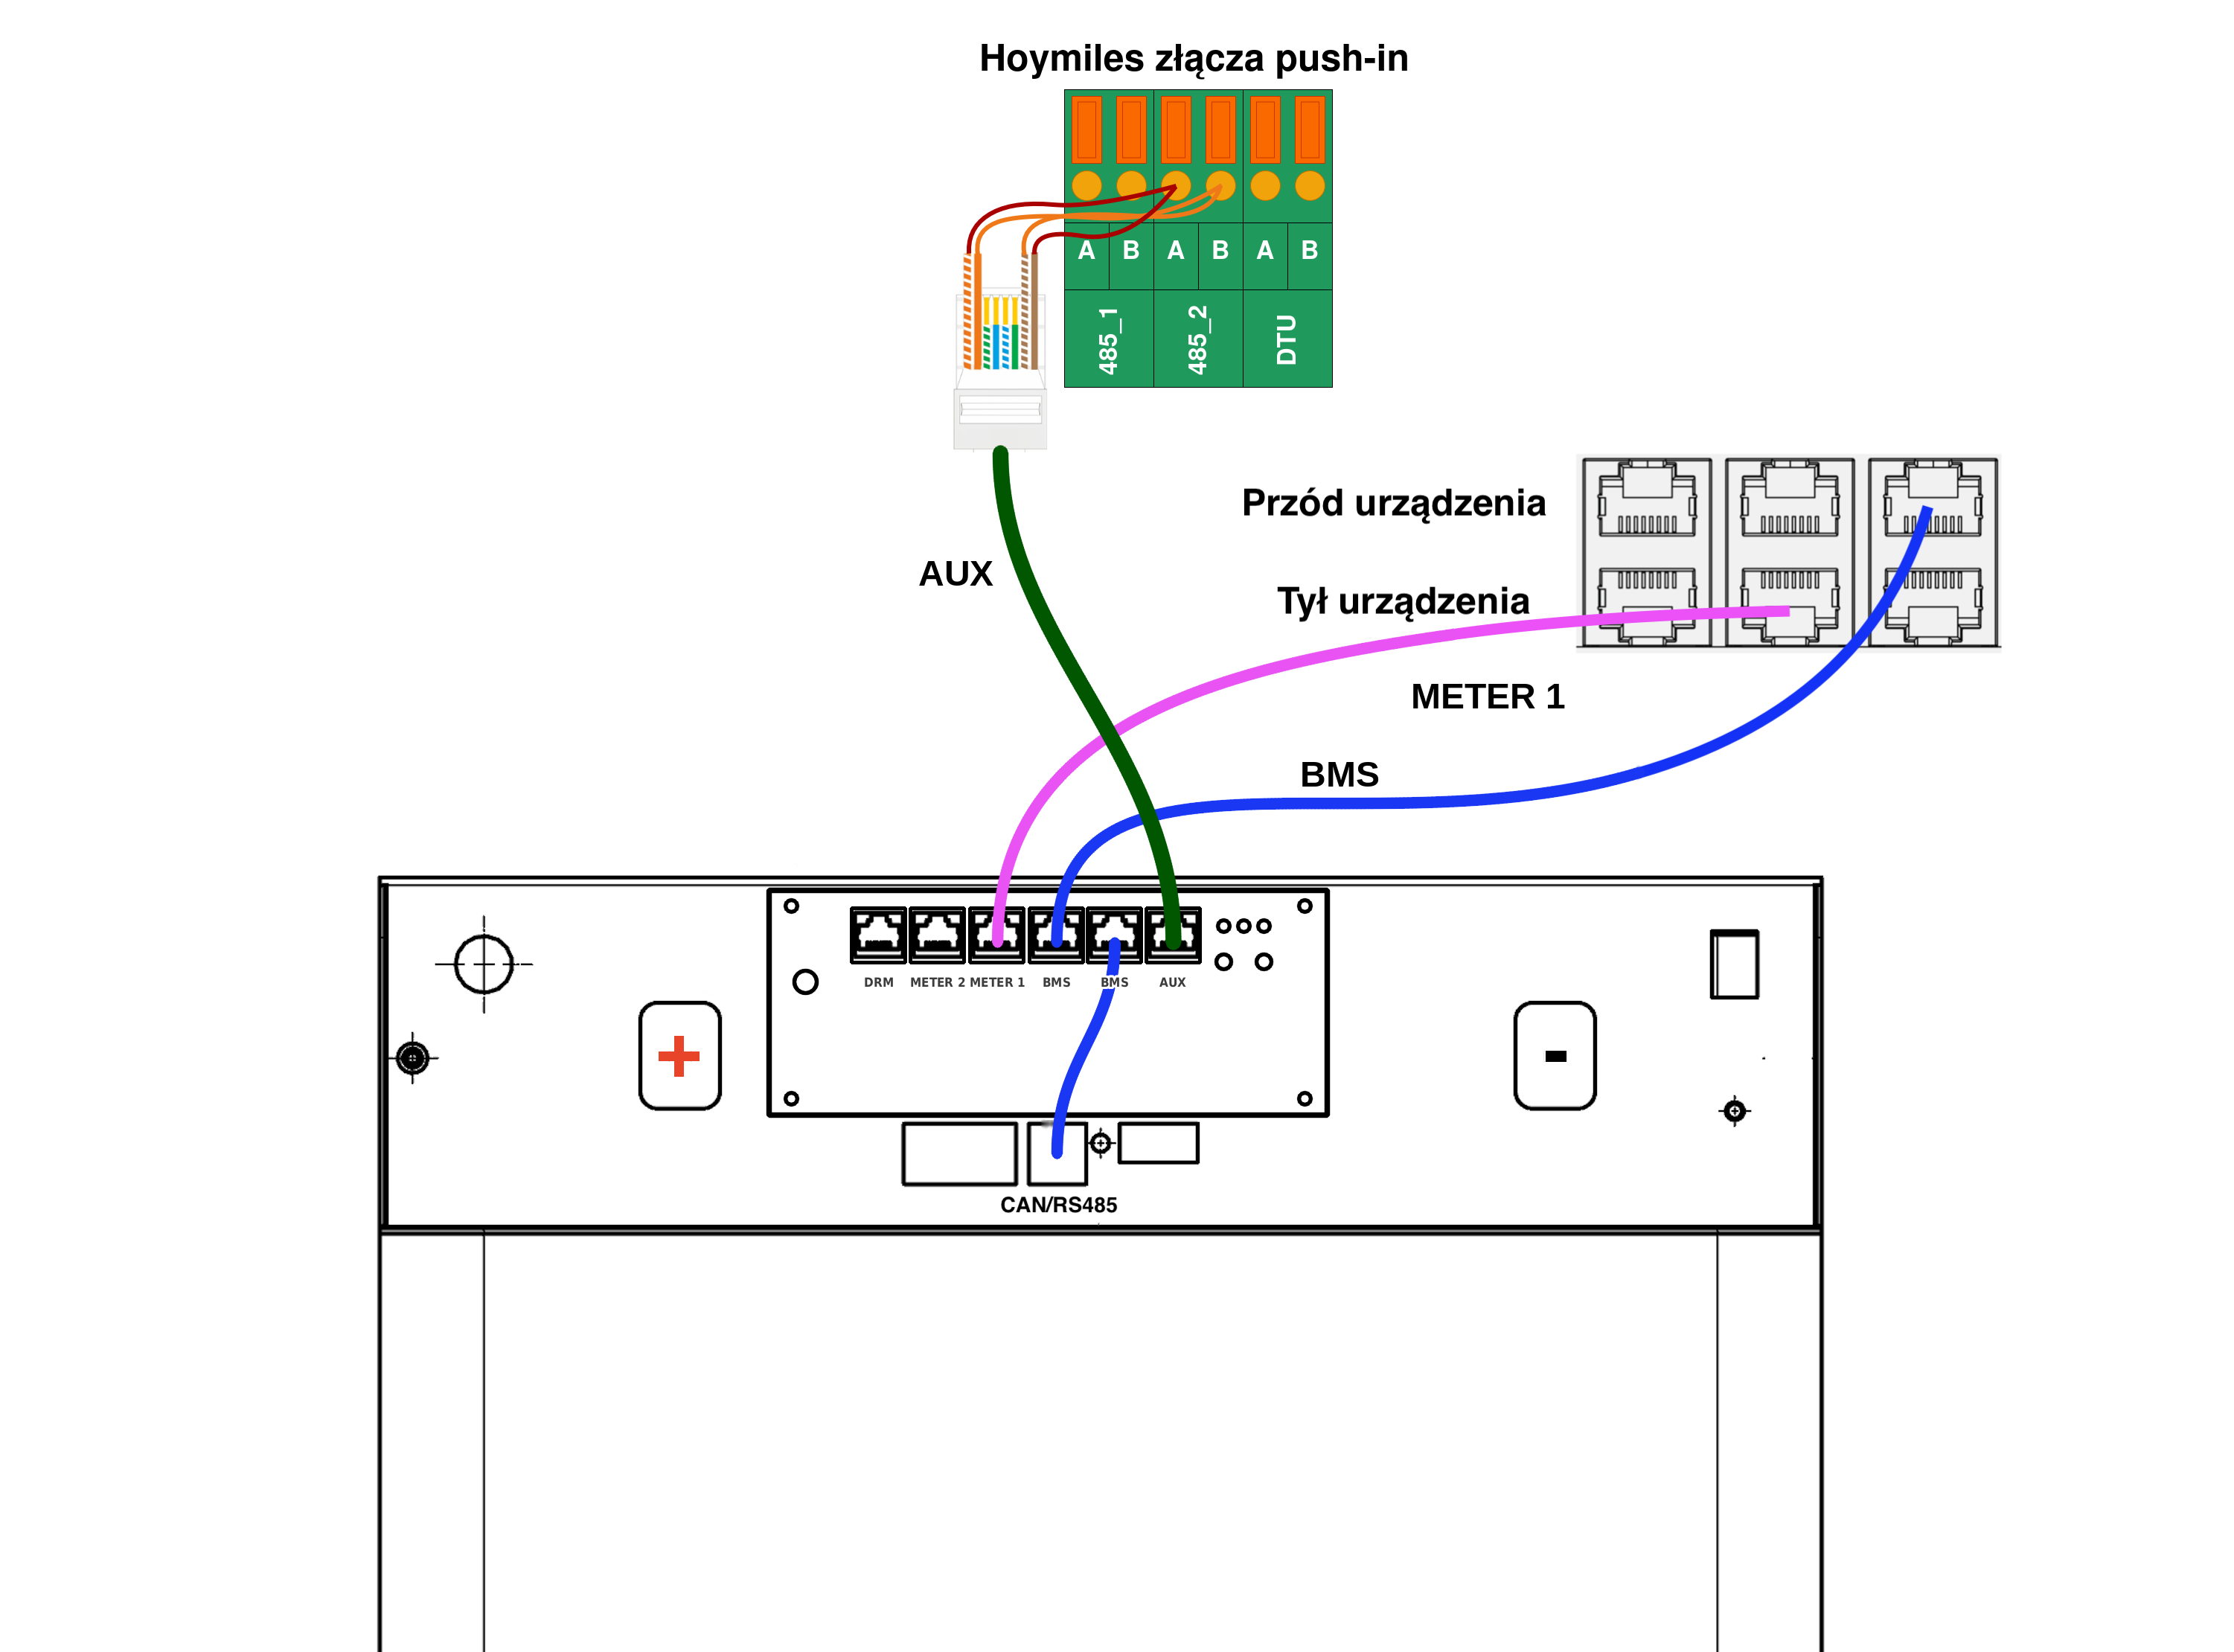 Hoymiles złącza push-in
A B A B A B
485_1 485_2 DTU
Przód urządzenia
AUX
Tył urządzenia
METER 1
BMS
DRM METER 2 METER 1 BMS BMS AUX
+ -
CAN/RS485